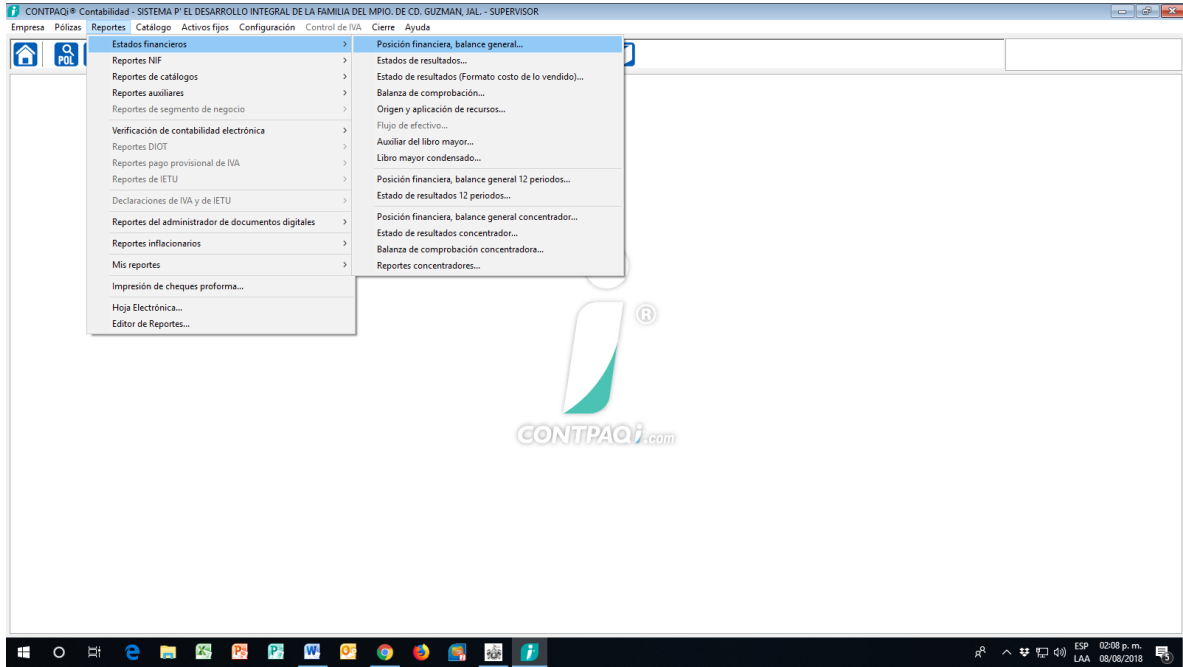 CONTPAQi® Contabilidad - SISTEMA P' EL DESARROLLO INTEGRAL DE LA FAMILIA DEL MPIO. DE CD. GUZMAN, JAL. - SUPERVISOR
Empresa Pólizas Reportes Catálogo Activos fijos Configuración Control de IVA Cierre Ayuda
POL
Estados financieros
Reportes NIF
Reportes de catálogos
Reportes auxiliares
Reportes de segmento de negocio
Verificación de contabilidad electrónica
Reportes DIOT
Reportes pago provisional de IVA
Reportes de IETU
Declaraciones de IVA y de IETU
Reportes del administrador de documentos digitales
Reportes inflacionarios
Mis reportes
Impresión de cheques proforma...
Hoja Electrónica...
Editor de Reportes...
Posición financiera, balance general...
Estados de resultados...
Estado de resultados (Formato costo de lo vendido)...
Balanza de comprobación...
Origen y aplicación de recursos...
Flujo de efectivo...
Auxiliar del libro mayor...
Libro mayor condensado...
Posición financiera, balance general 12 periodos...
Estado de resultados 12 periodos...
Posición financiera, balance general concentrador...
Estado de resultados concentrador...
Balanza de comprobación concentradora...
Reportes concentradores...
®
CONTPAQi.com
ESP 02:08 p. m.
LAA 08/08/2018
5